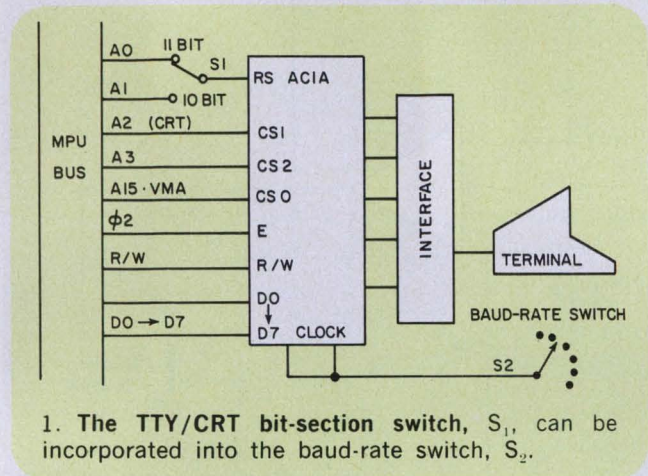 A0
11 BIT
S1
RS ACIA
A1
10 BIT
A2 (CRT)
CS1
MPU
BUS
A3
CS2
A15·VMA
CS0
ϕ2
E
R/W
R/W
D0
↓
D0 → D7
D7 CLOCK
INTERFACE
TERMINAL
BAUD-RATE SWITCH
S2
1. The TTY/CRT bit-section switch, S₁, can be
incorporated into the baud-rate switch, S₂.